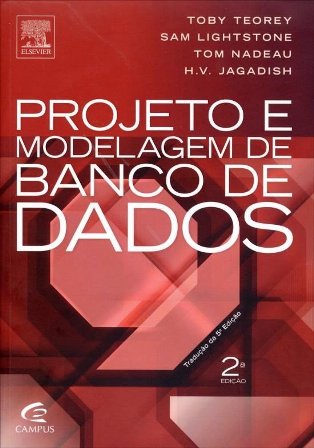 TOBY TEOREY
SAM LIGHTSTONE
TOM NADEAU
H.V. JAGADISH
ELSEVIER
PROJETO E
MODELAGEM DE
BANCO DE
DADOS
Tradução da 5ª Edição
2ª
EDIÇÃO
CAMPUS